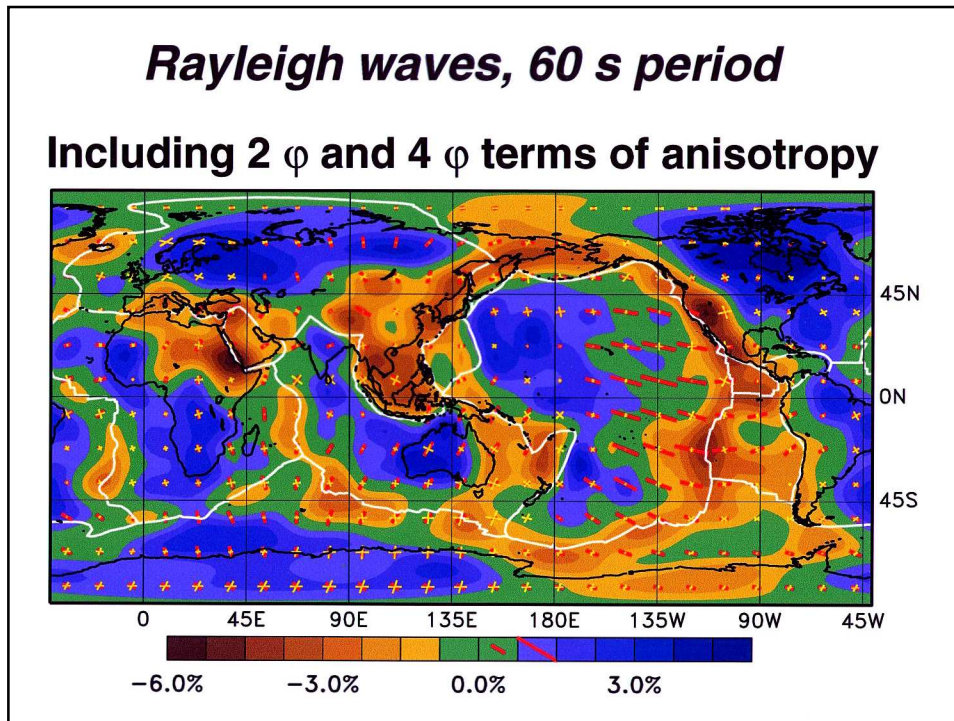 Rayleigh waves, 60 s period
Including 2 φ and 4 φ terms of anisotropy
45N
0N
45S
0 45E 90E 135E 180E 135W 90W 45W
-6.0% -3.0% 0.0% 3.0%